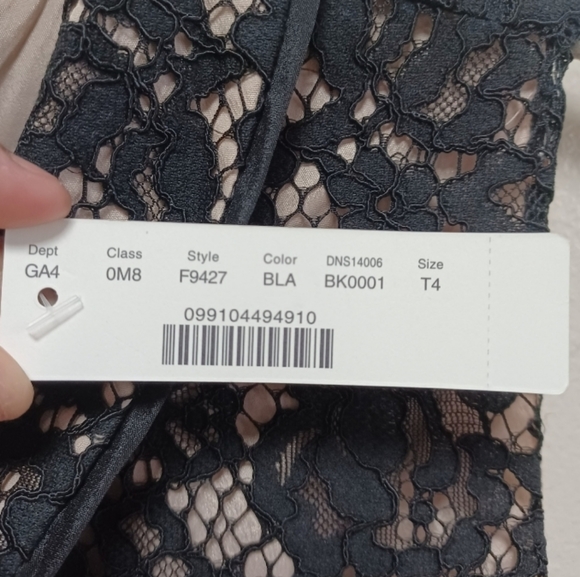 Dept Class Style Color DNS14006 Size
GA4 0M8 F9427 BLA BK0001 T4
099104494910